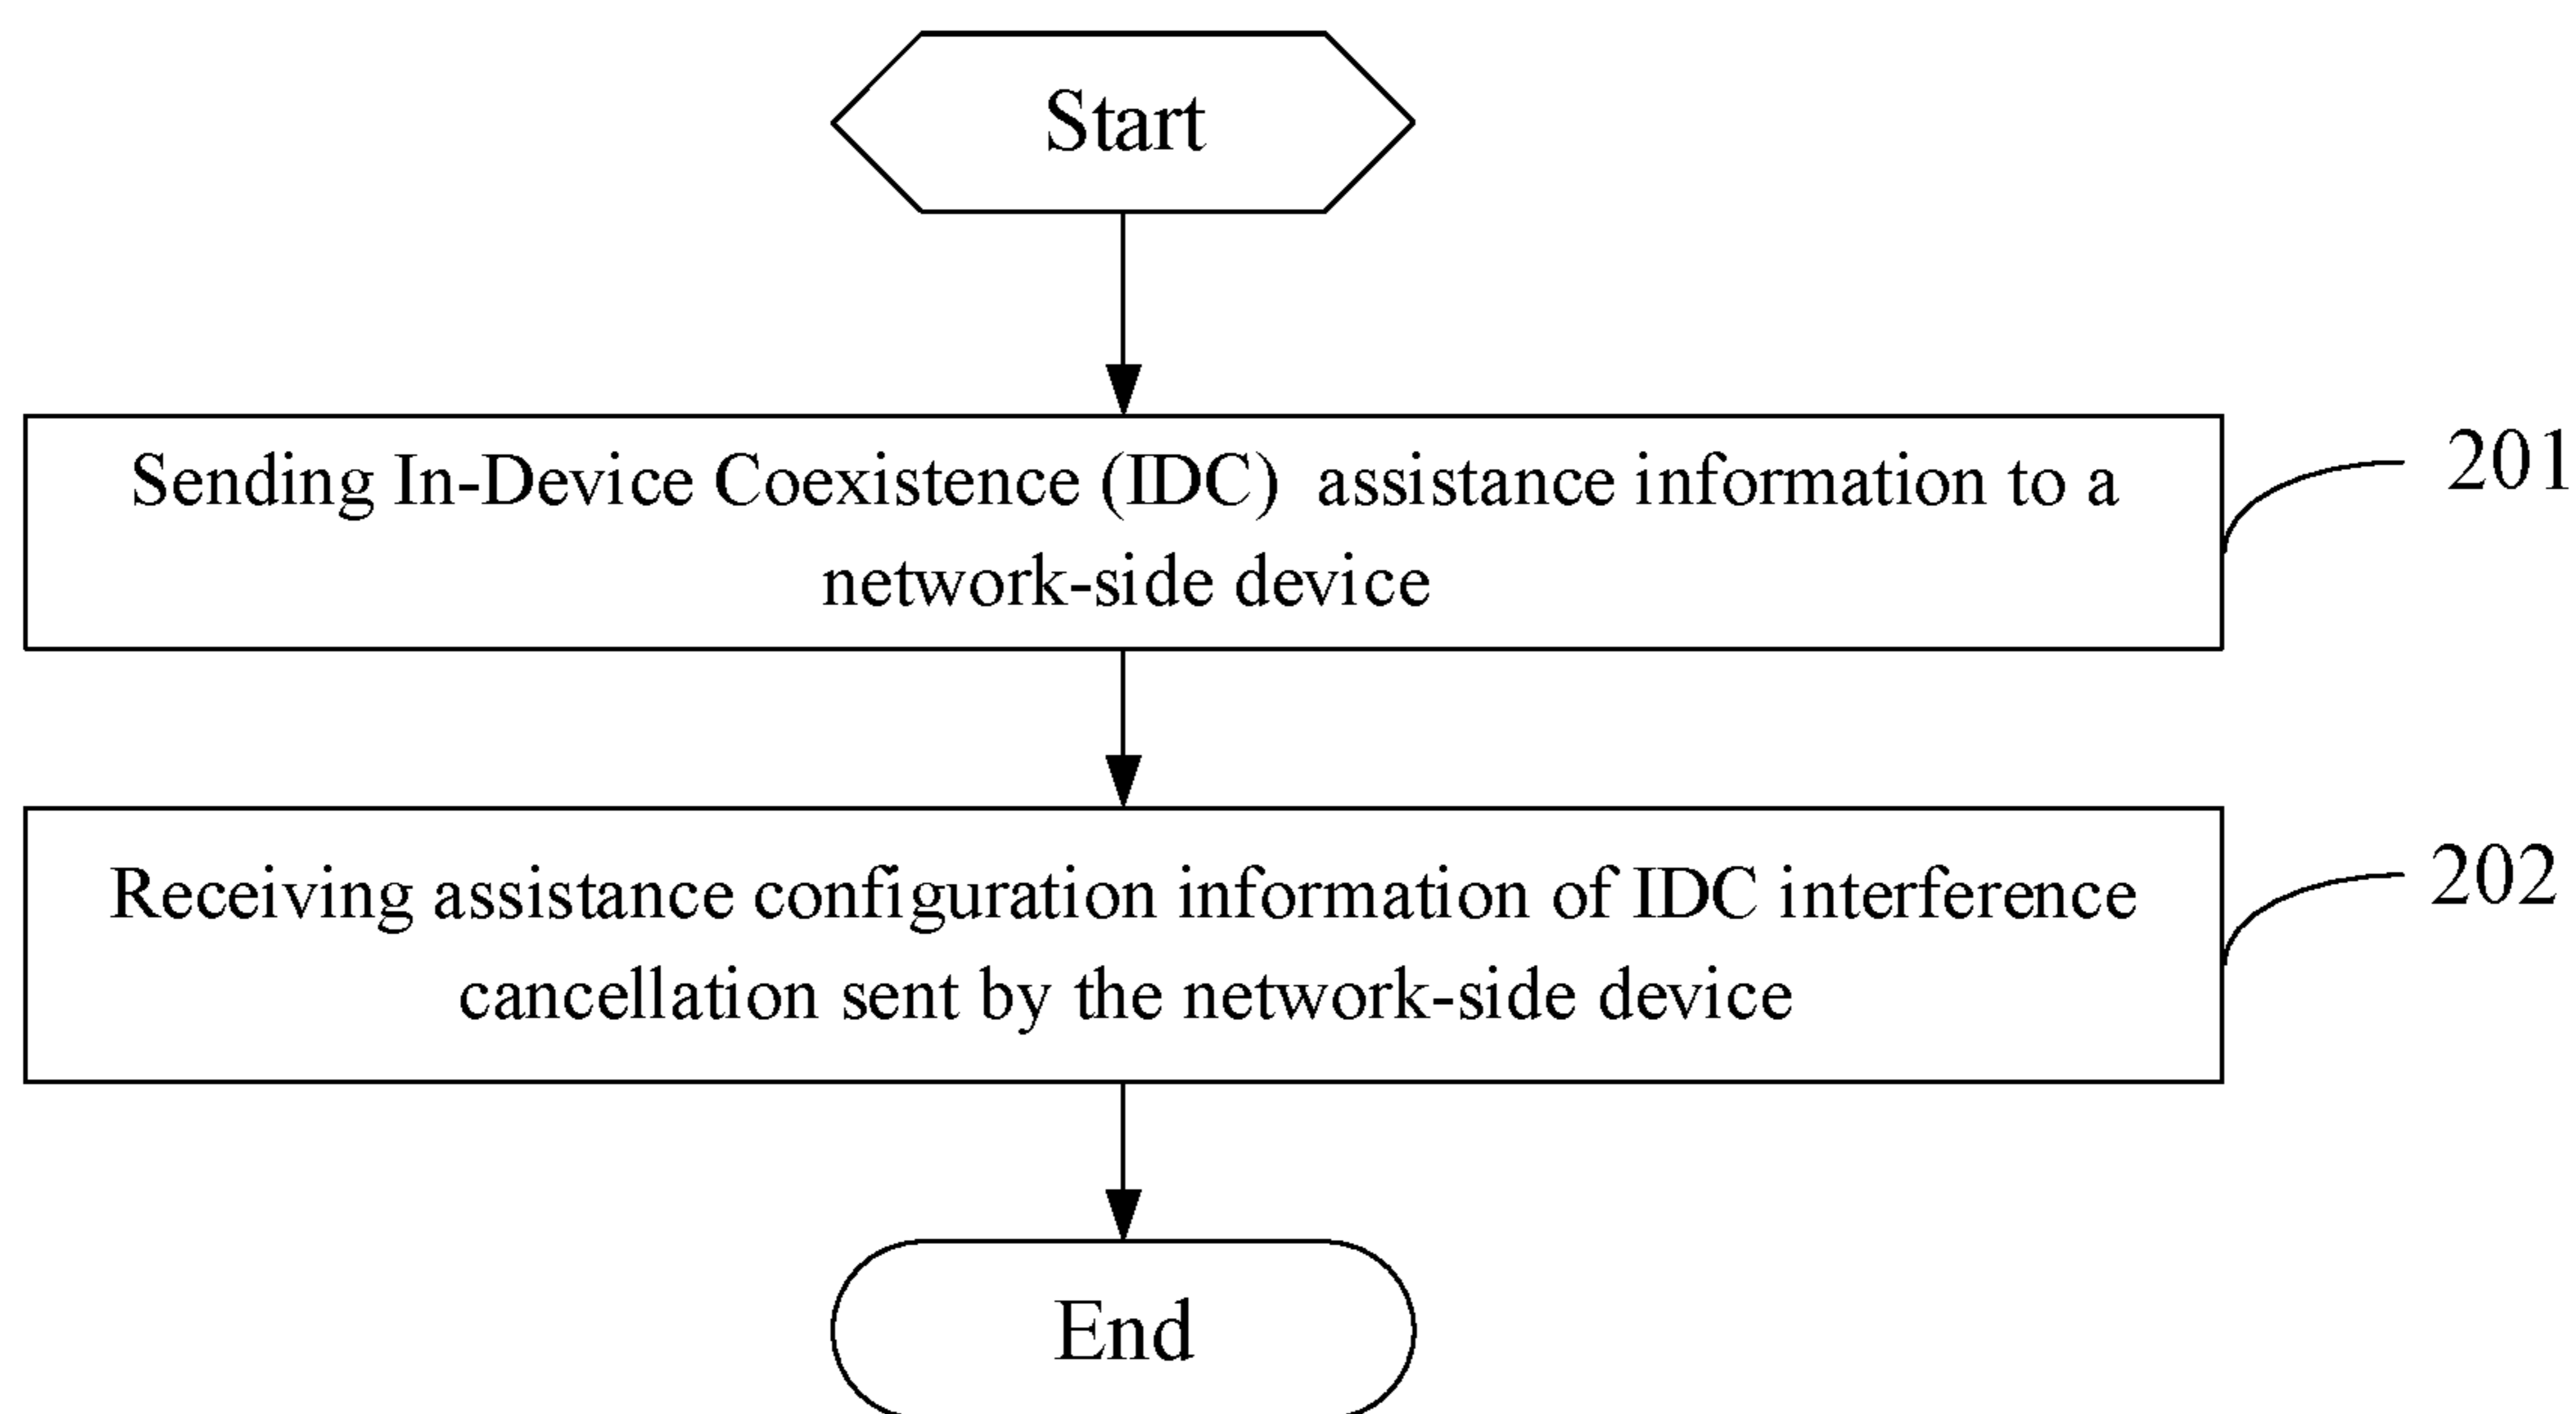 Start
Sending In-Device Coexistence (IDC) assistance information to a
network-side device
201
Receiving assistance configuration information of IDC interference
cancellation sent by the network-side device
202
End